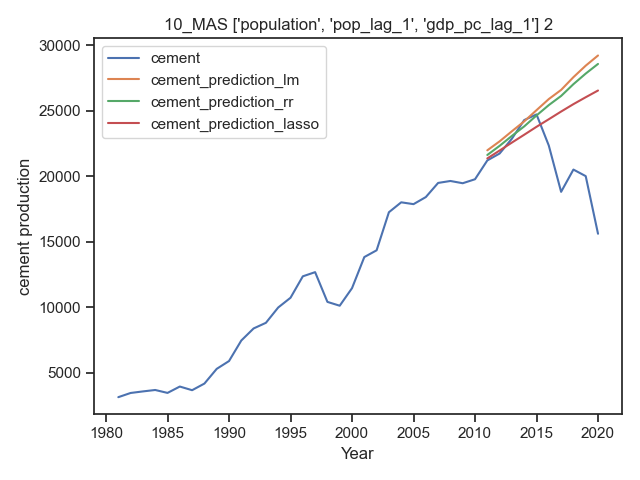 10_MAS ['population', 'pop_lag_1', 'gdp_pc_lag_1'] 2
cement
cement_prediction_lm
cement_prediction_rr
cement_prediction_lasso
cement production
30000
25000
20000
15000
10000
5000
1980 1985 1990 1995 2000 2005 2010 2015 2020
Year